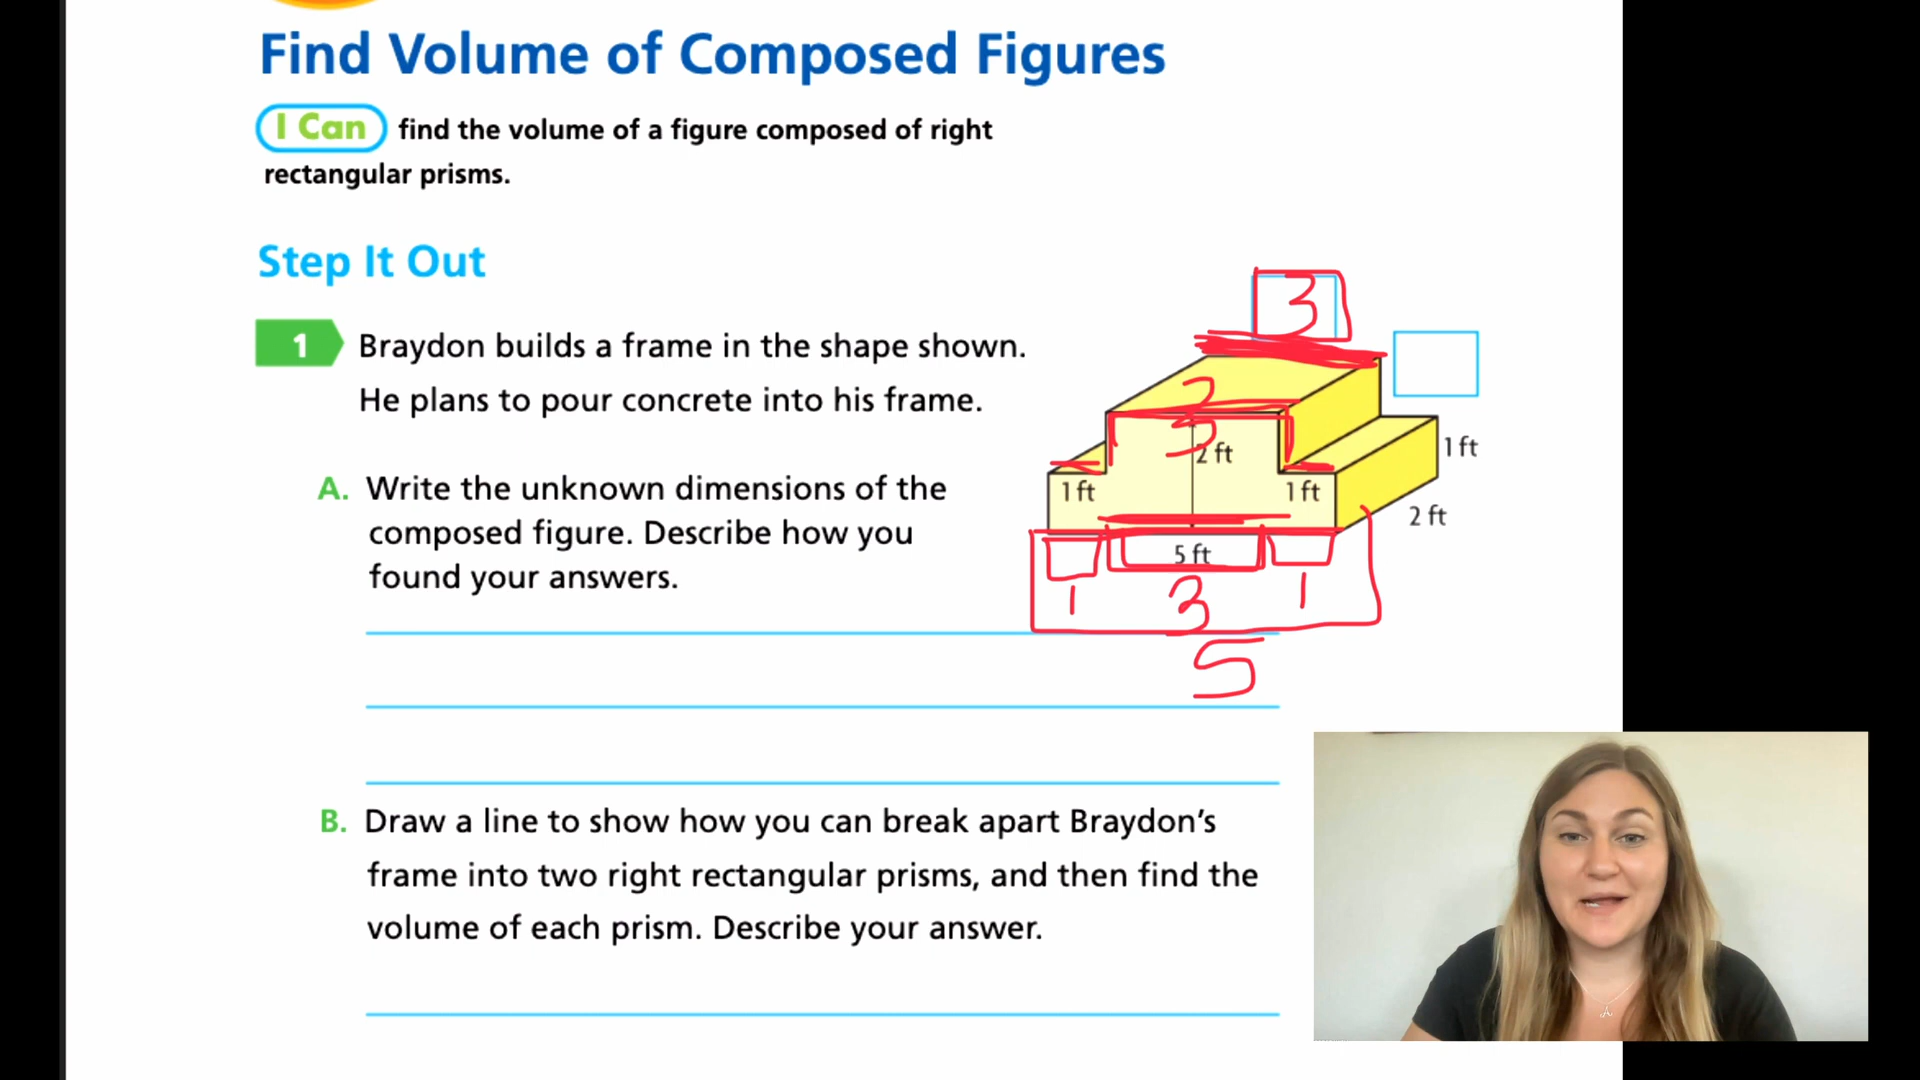 Find Volume of Composed Figures
I Can find the volume of a figure composed of right
rectangular prisms.
Step It Out
1 Braydon builds a frame in the shape shown.
He plans to pour concrete into his frame.
A. Write the unknown dimensions of the
composed figure. Describe how you
found your answers.
3
3
2 ft
1 ft
1 ft
1 ft
2 ft
5 ft
1 3 1
5
B. Draw a line to show how you can break apart Braydon's
frame into two right rectangular prisms, and then find the
volume of each prism. Describe your answer.